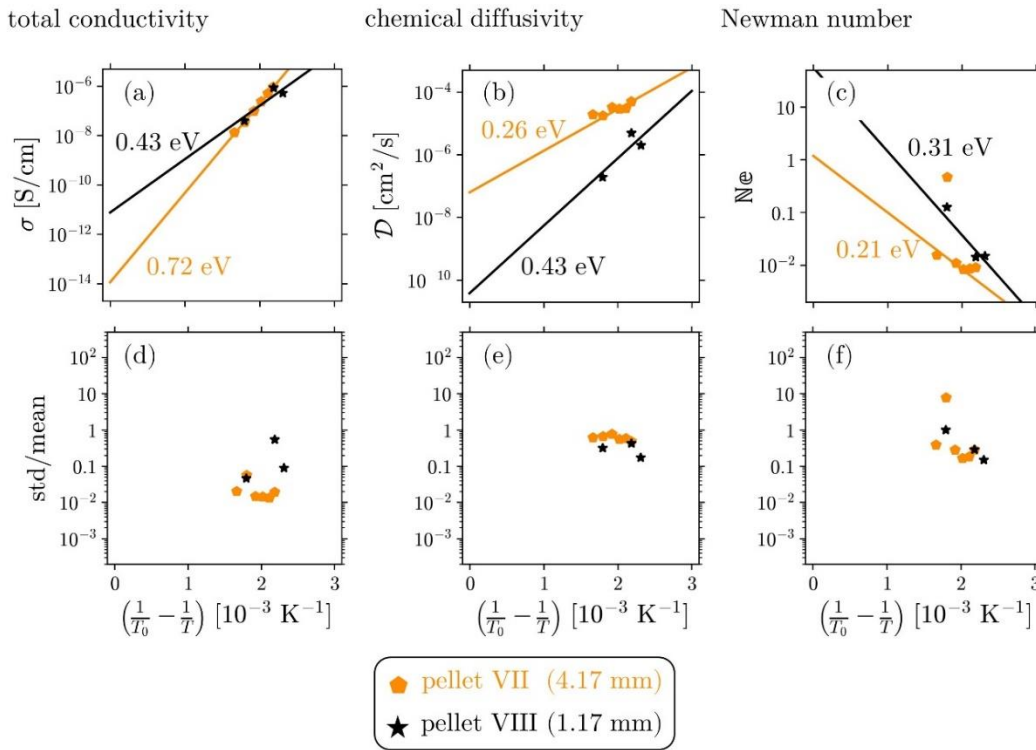 total conductivity
chemical diffusivity
Newman number
(a)
10⁻⁶
10⁻⁸
10⁻¹⁰
10⁻¹²
10⁻¹⁴
σ [S/cm]
0.43 eV
0.72 eV
(b)
10⁻⁴
10⁻⁶
10⁻⁸
10¹⁰
𝒟 [cm²/s]
0.26 eV
0.43 eV
(c)
10
1
0.1
10⁻²
ℕ𝕖
0.31 eV
0.21 eV
(d)
10²
10
1
0.1
10⁻²
10⁻³
std/mean
0 1 2 3
(1/T₀ − 1/T) [10⁻³ K⁻¹]
(e)
10²
10
1
0.1
10⁻²
10⁻³
0 1 2 3
(1/T₀ − 1/T) [10⁻³ K⁻¹]
(f)
10²
10
1
0.1
10⁻²
10⁻³
0 1 2 3
(1/T₀ − 1/T) [10⁻³ K⁻¹]
pellet VII (4.17 mm)
pellet VIII (1.17 mm)